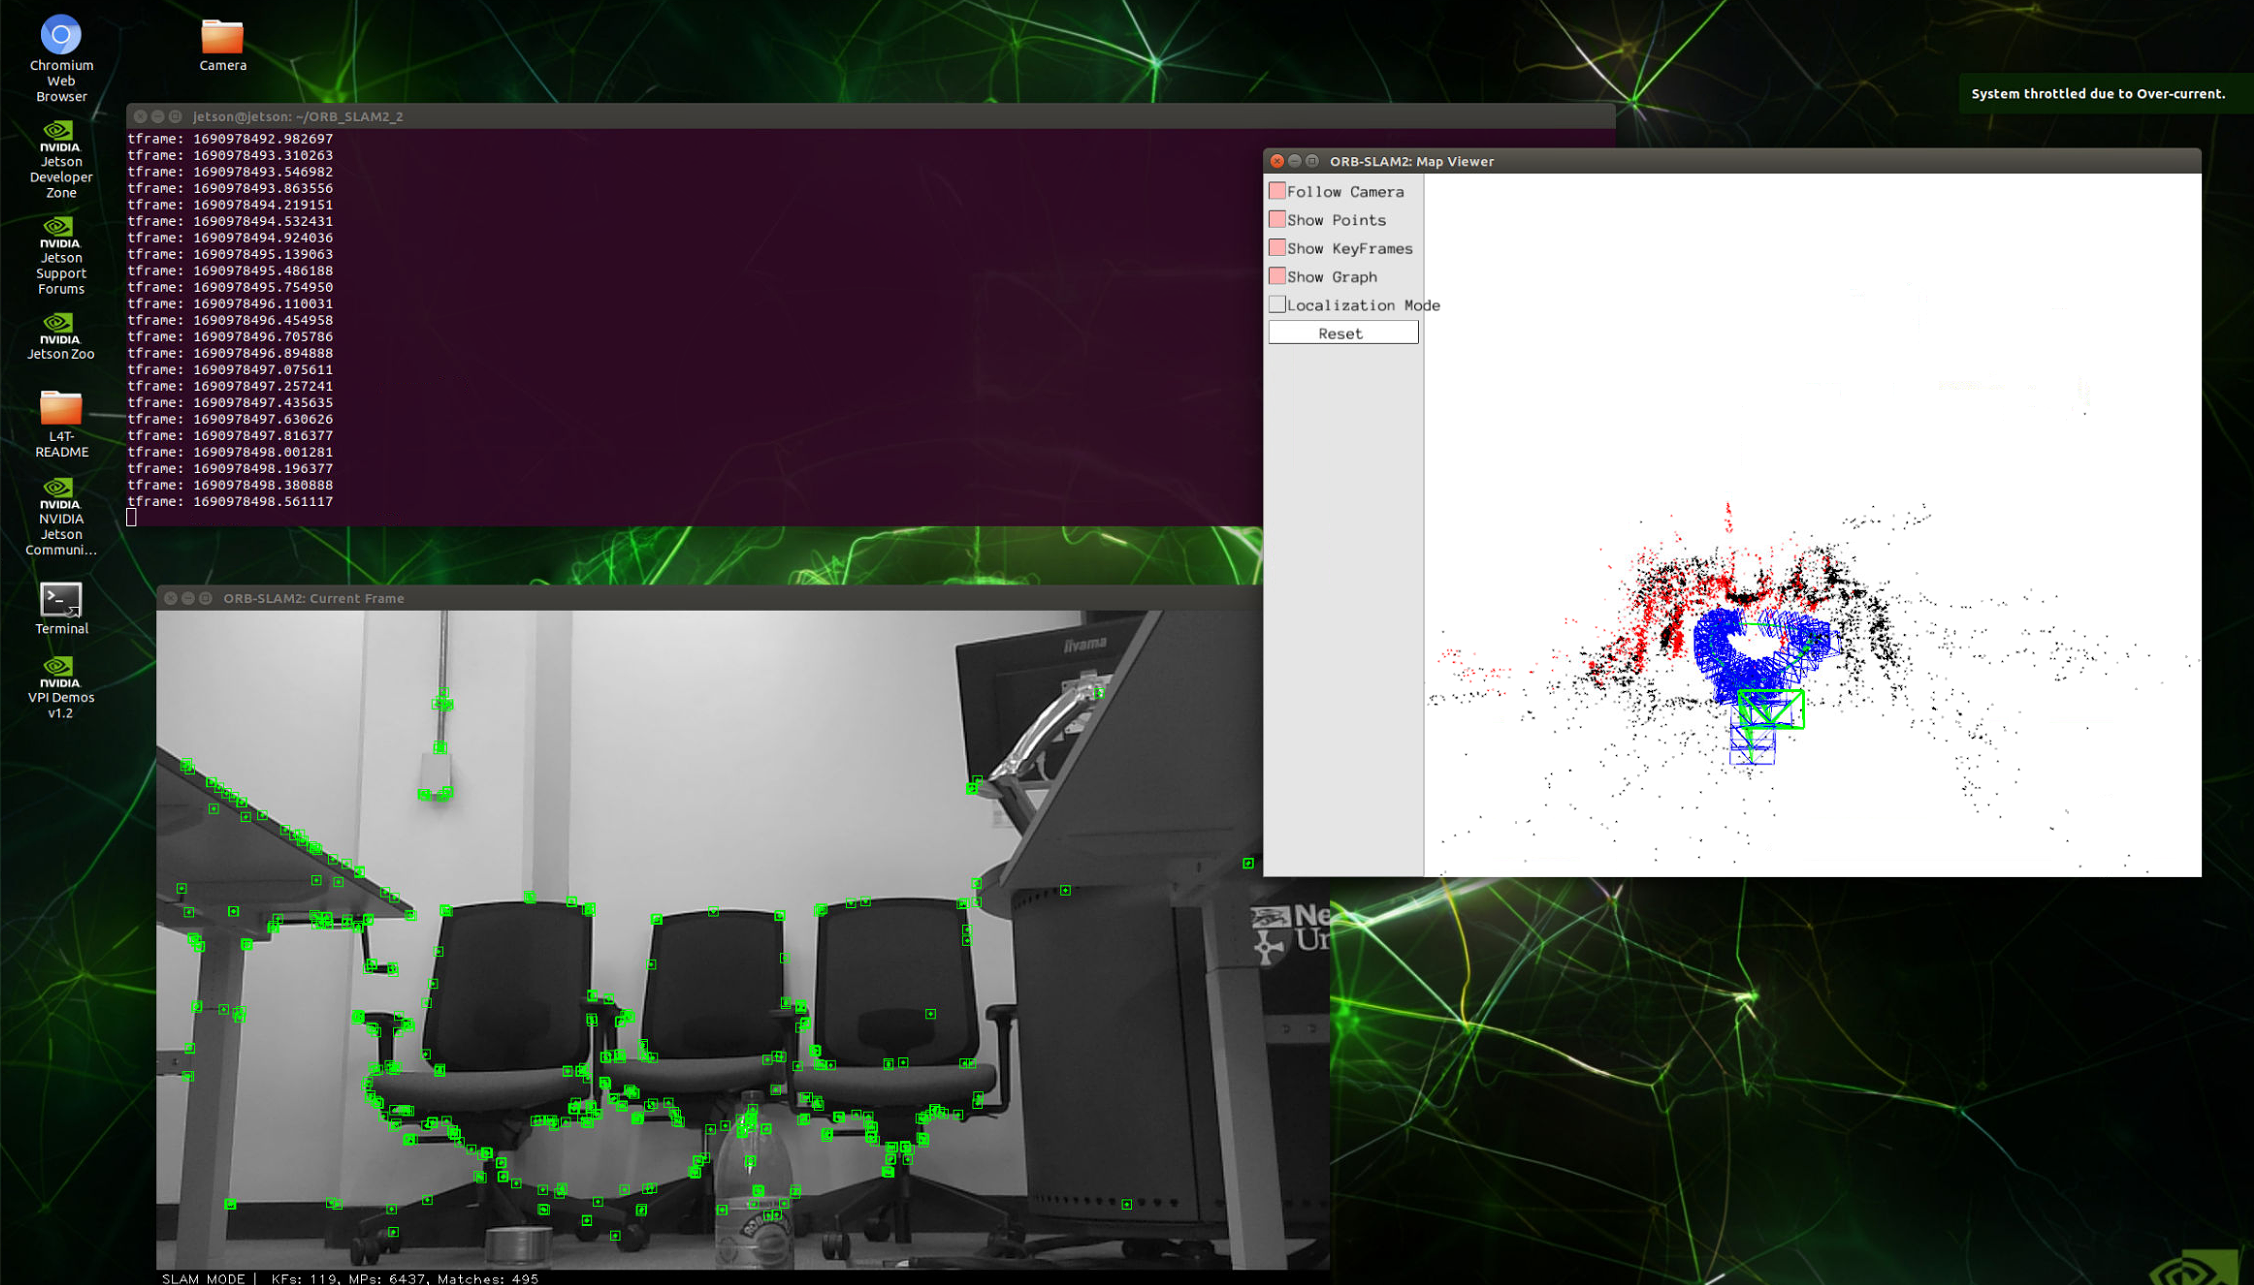 Chromium
Web
Browser
Camera
NVIDIA.
Jetson
Developer
Zone
NVIDIA.
Jetson
Support
Forums
NVIDIA.
Jetson Zoo
L4T-
README
NVIDIA.
NVIDIA
Jetson
Communi...
Terminal
NVIDIA.
VPI Demos
v1.2
System throttled due to Over-current.
jetson@jetson: ~/ORB_SLAM2_2
tframe: 1690978492.982697
tframe: 1690978493.310263
tframe: 1690978493.546982
tframe: 1690978493.863556
tframe: 1690978494.219151
tframe: 1690978494.532431
tframe: 1690978494.924036
tframe: 1690978495.139063
tframe: 1690978495.486188
tframe: 1690978495.754950
tframe: 1690978496.110031
tframe: 1690978496.454958
tframe: 1690978496.705786
tframe: 1690978496.894888
tframe: 1690978497.075611
tframe: 1690978497.257241
tframe: 1690978497.435635
tframe: 1690978497.630626
tframe: 1690978497.816377
tframe: 1690978498.001281
tframe: 1690978498.196377
tframe: 1690978498.380888
tframe: 1690978498.561117
ORB-SLAM2: Map Viewer
Follow Camera
Show Points
Show KeyFrames
Show Graph
Localization Mode
Reset
ORB-SLAM2: Current Frame
iiyama
Ne
Un
SLAM MODE | KFs: 119, MPs: 6437, Matches: 495